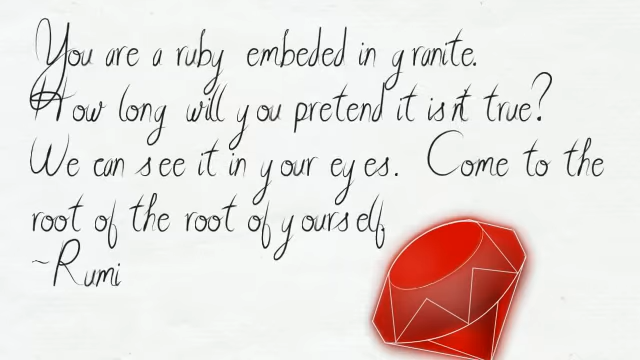 You are a ruby embeded in granite.
How long will you pretend it isn't true?
We can see it in your eyes. Come to the
root of the root of yourself
~Rumi